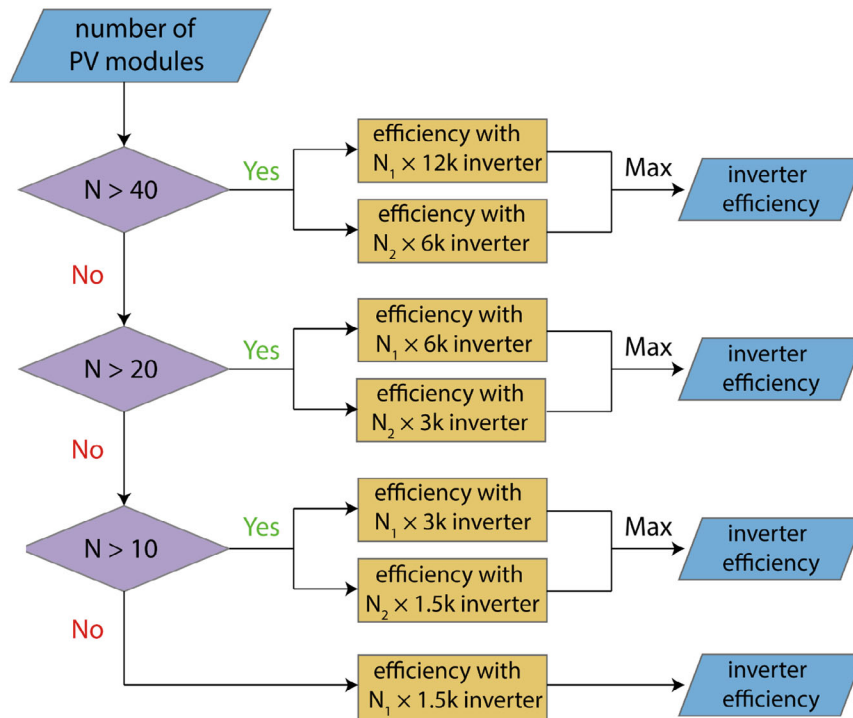 number of
PV modules
N > 40
Yes
efficiency with
N₁ × 12k inverter
efficiency with
N₂ × 6k inverter
Max
inverter
efficiency
No
N > 20
Yes
efficiency with
N₁ × 6k inverter
efficiency with
N₂ × 3k inverter
Max
inverter
efficiency
No
N > 10
Yes
efficiency with
N₁ × 3k inverter
efficiency with
N₂ × 1.5k inverter
Max
inverter
efficiency
No
efficiency with
N₁ × 1.5k inverter
inverter
efficiency